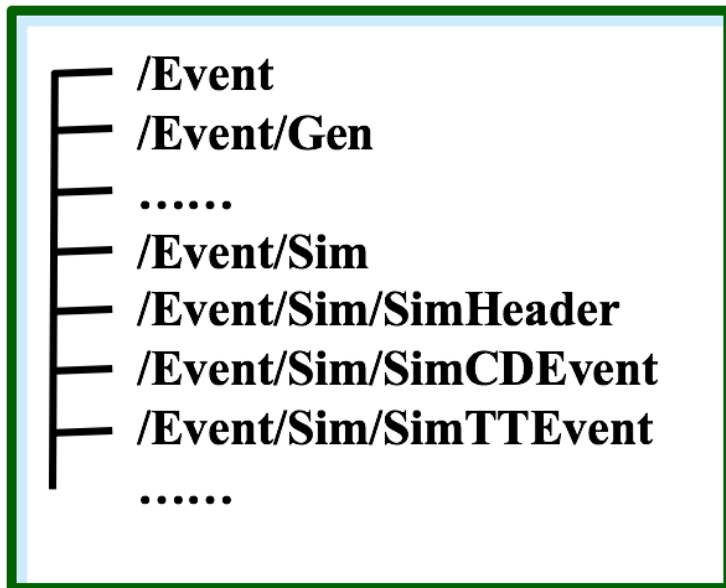 /Event
/Event/Gen
......
/Event/Sim
/Event/Sim/SimHeader
/Event/Sim/SimCDEvent
/Event/Sim/SimTTEvent
......